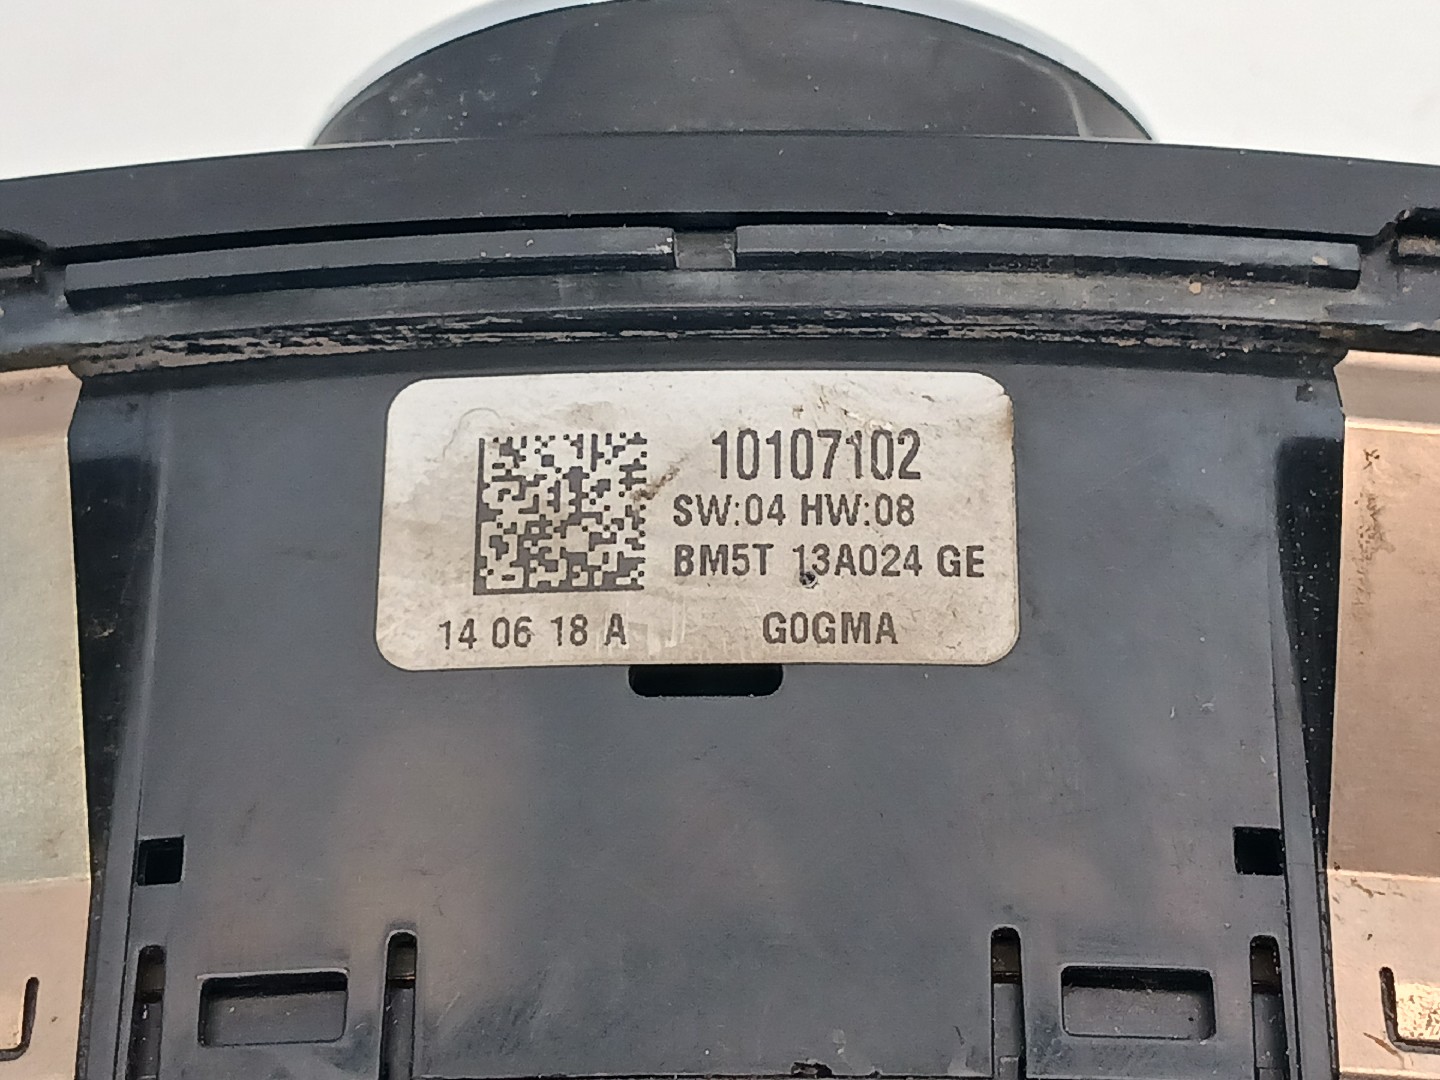 10107102
SW:04 HW:08
BM5T 13A024 GE
14 06 18 A G0GMA